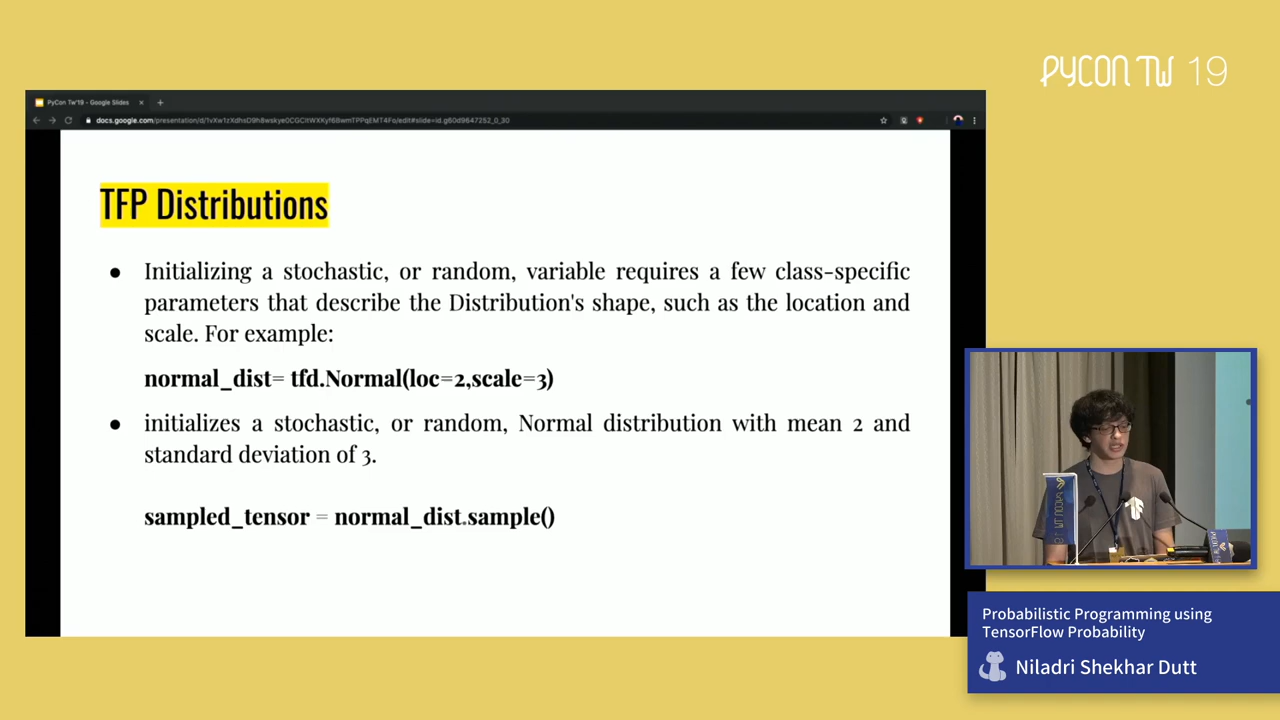 PYCON TW 19
PyCon Tw'19 - Google Slides
TFP Distributions
● Initializing a stochastic, or random, variable requires a few class-specific
parameters that describe the Distribution's shape, such as the location and
scale. For example:
normal_dist= tfd.Normal(loc=2,scale=3)
● initializes a stochastic, or random, Normal distribution with mean 2 and
standard deviation of 3.
sampled_tensor = normal_dist.sample()
Probabilistic Programming using
TensorFlow Probability
Niladri Shekhar Dutt